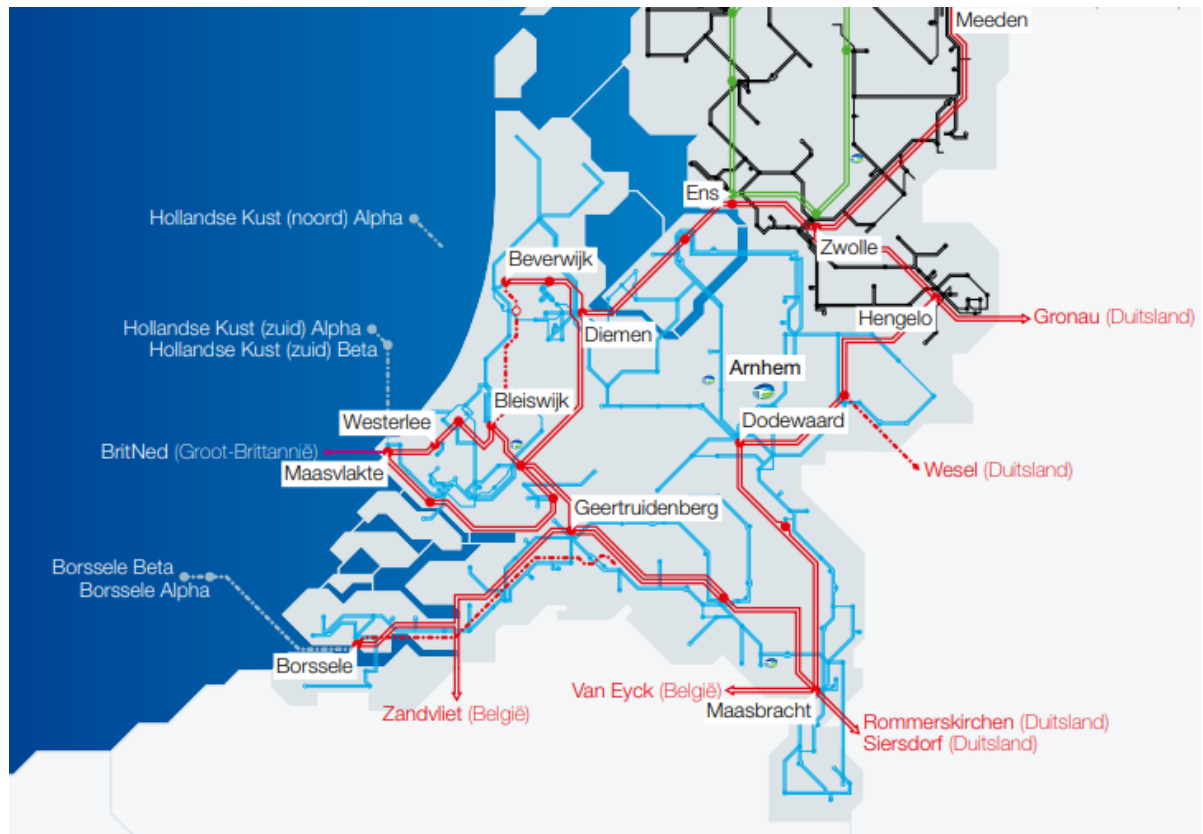 Meeden
Ens
Hollandse Kust (noord) Alpha
Zwolle
Beverwijk
Hengelo
Gronau (Duitsland)
Hollandse Kust (zuid) Alpha
Hollandse Kust (zuid) Beta
Diemen
Arnhem
Bleiswijk
Westerlee
Dodewaard
BritNed (Groot-Brittannië)
Maasvlakte
Wesel (Duitsland)
Geertruidenberg
Borssele Beta
Borssele Alpha
Borssele
Van Eyck (België)
Maasbracht
Zandvliet (België)
Rommerskirchen (Duitsland)
Siersdorf (Duitsland)